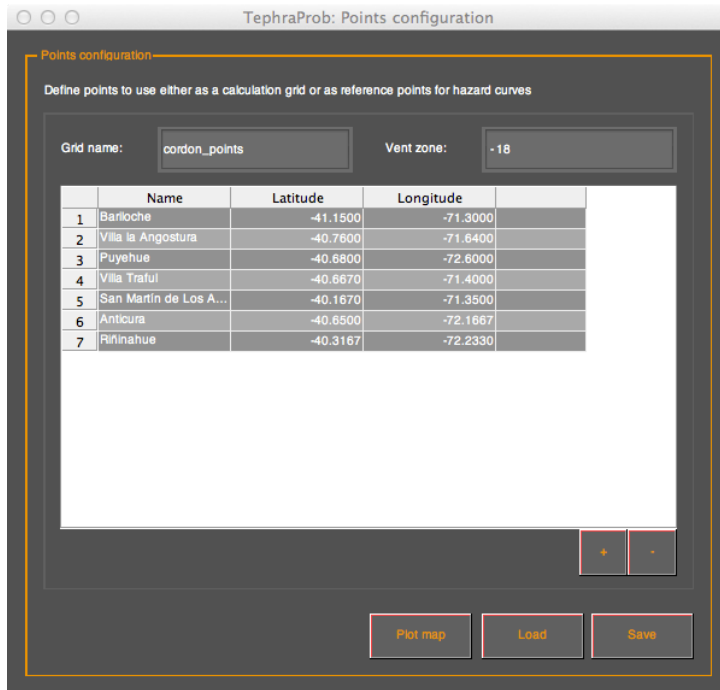 TephraProb: Points configuration
Points configuration
Define points to use either as a calculation grid or as reference points for hazard curves
Grid name: cordon_points Vent zone: -18
Name Latitude Longitude
1 Bariloche -41.1500 -71.3000
2 Villa la Angostura -40.7600 -71.6400
3 Puyehue -40.6800 -72.6000
4 Villa Traful -40.6670 -71.4000
5 San Martín de Los A... -40.1670 -71.3500
6 Anticura -40.6500 -72.1667
7 Riñinahue -40.3167 -72.2330
+ -
Plot map Load Save